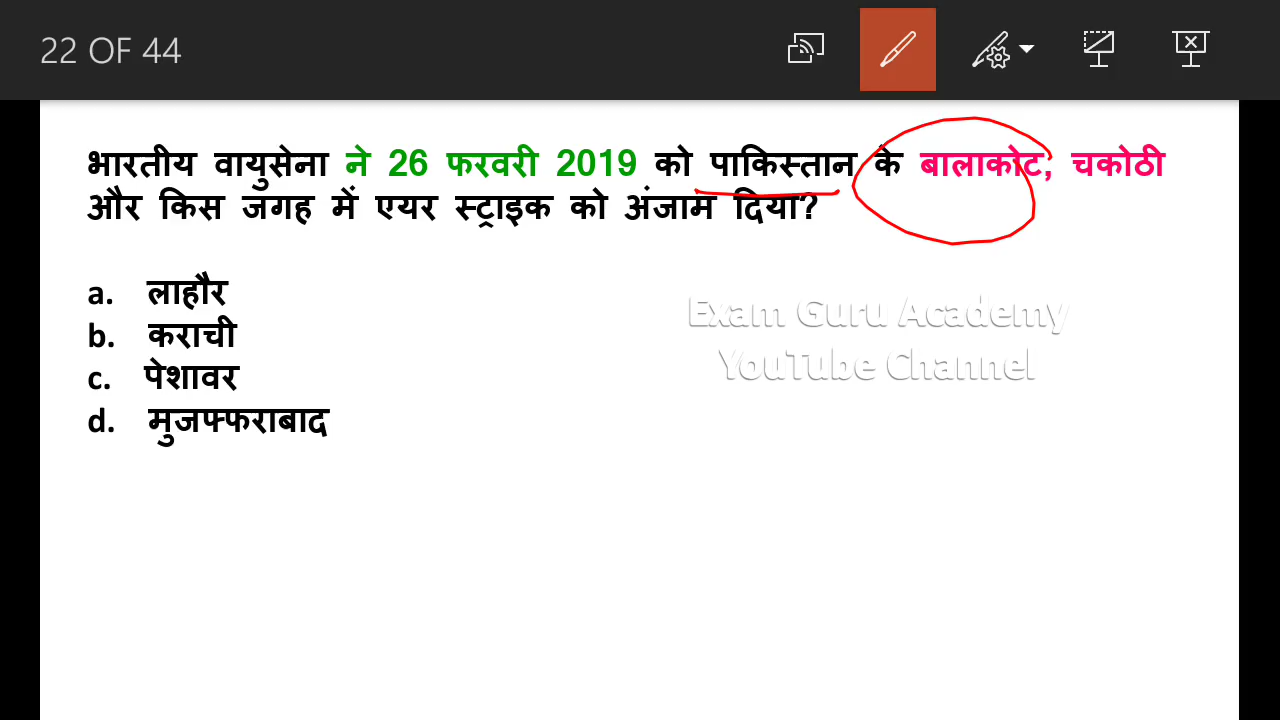 22 OF 44
भारतीय वायुसेना ने 26 फरवरी 2019 को पाकिस्तान के बालाकोट, चकोठी
और किस जगह में एयर स्ट्राइक को अंजाम दिया?
a. लाहौर
b. कराची
c. पेशावर
d. मुजफ्फराबाद
Exam Guru Academy
YouTube Channel